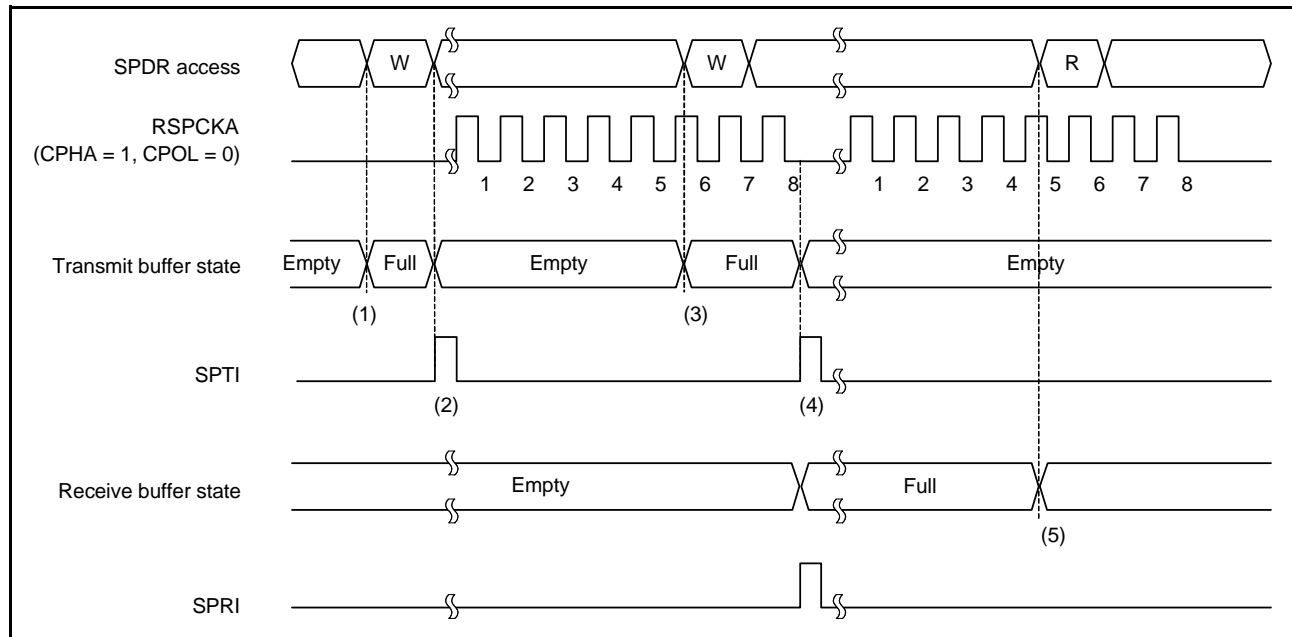 SPDR access
W
W
R
RSPCKA
(CPHA = 1, CPOL = 0)
1 2 3 4 5 6 7 8 1 2 3 4 5 6 7 8
Transmit buffer state
Empty Full Empty Full Empty
(1) (3)
SPTI
(2) (4)
Receive buffer state
Empty Full
(5)
SPRI